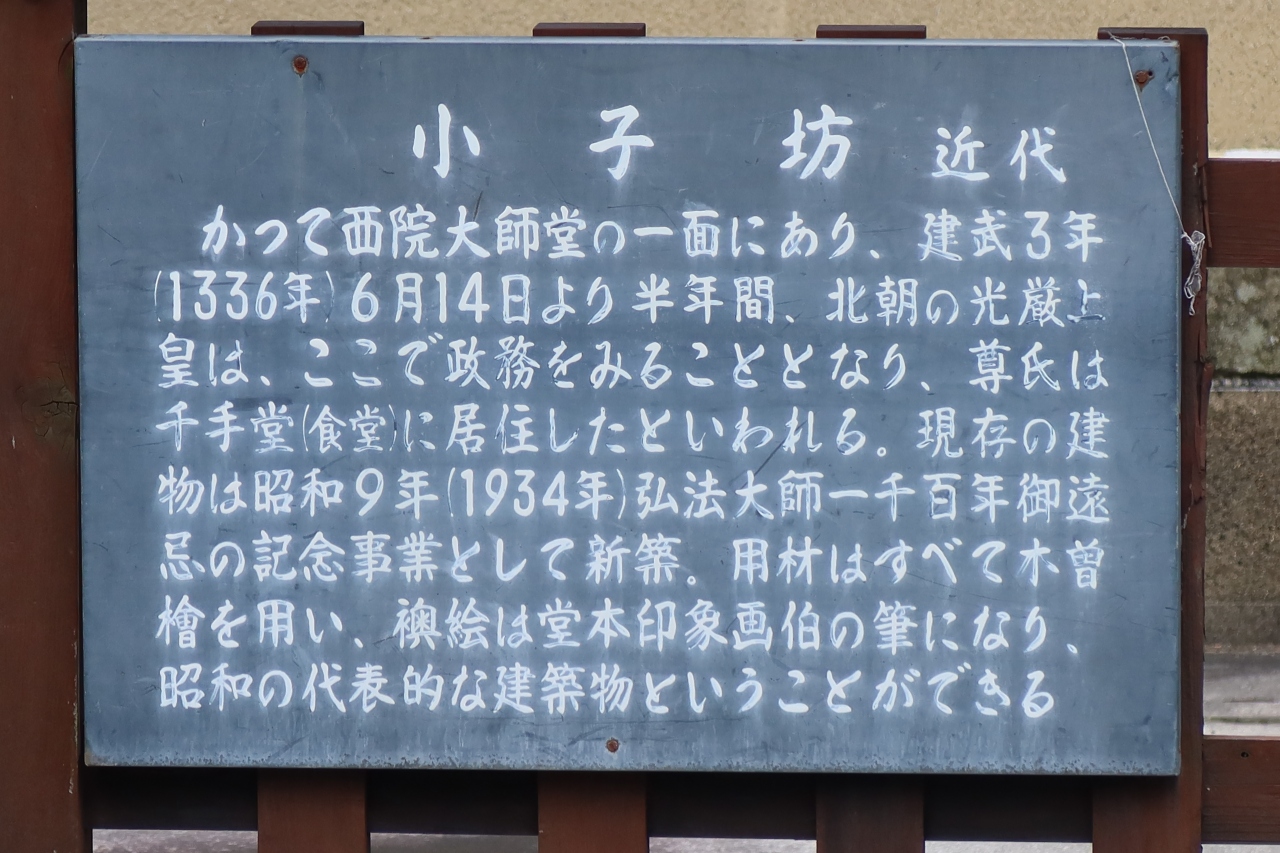 小子坊 近代
かつて西院大師堂の一面にあり、建武3年
(1336年)6月14日より半年間、北朝の光厳上
皇は、ここで政務をみることとなり、尊氏は
千手堂(食堂)に居住したといわれる。現存の建
物は昭和9年(1934年)弘法大師一千百年御遠
忌の記念事業として新築。用材はすべて木曽
檜を用い、襖絵は堂本印象画伯の筆になり、
昭和の代表的な建築物ということができる